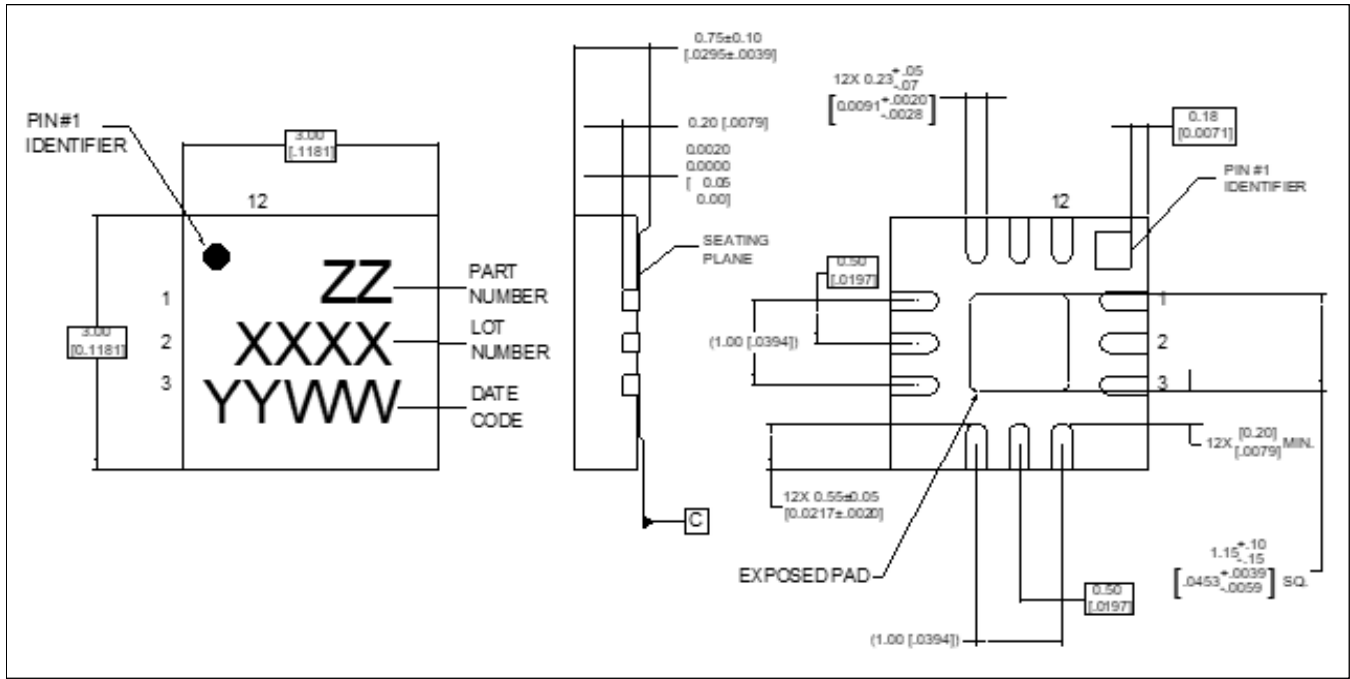 PIN#1
IDENTIFIER
3.00
[.1181]
12
3.00
[0.1181]
1
2
3
ZZ
XXXX
YYWW
PART
NUMBER
LOT
NUMBER
DATE
CODE
0.75±0.10
[.0295±.0039]
0.20 [.0079]
0.0020
0.0000
[ 0.05
0.00]
SEATING
PLANE
C
12X 0.23 +.05
-.07
[0.0091 +.0020
-.0028]
0.18
[0.0071]
PIN #1
IDENTIFIER
12
0.50
[.0197]
(1.00 [.0394])
1
2
3
12X [0.20]
[.0079] MIN.
12X 0.55±0.05
[0.0217±.0020]
EXPOSED PAD
1.15 +.10
-.15
[.0453 +.0039
-.0059] SQ.
0.50
[.0197]
(1.00 [.0394])